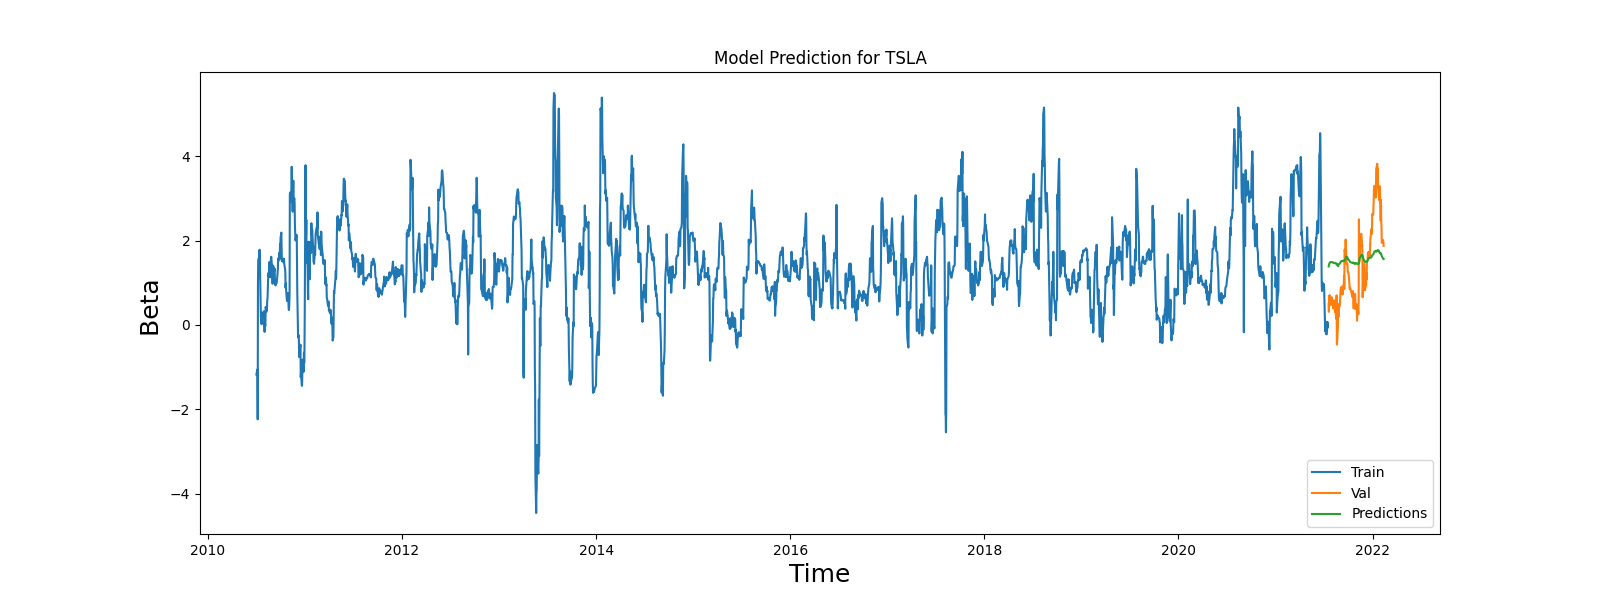 Model Prediction for TSLA
Beta
4
2
0
−2
−4
2010
2012
2014
2016
2018
2020
2022
Time
Train
Val
Predictions